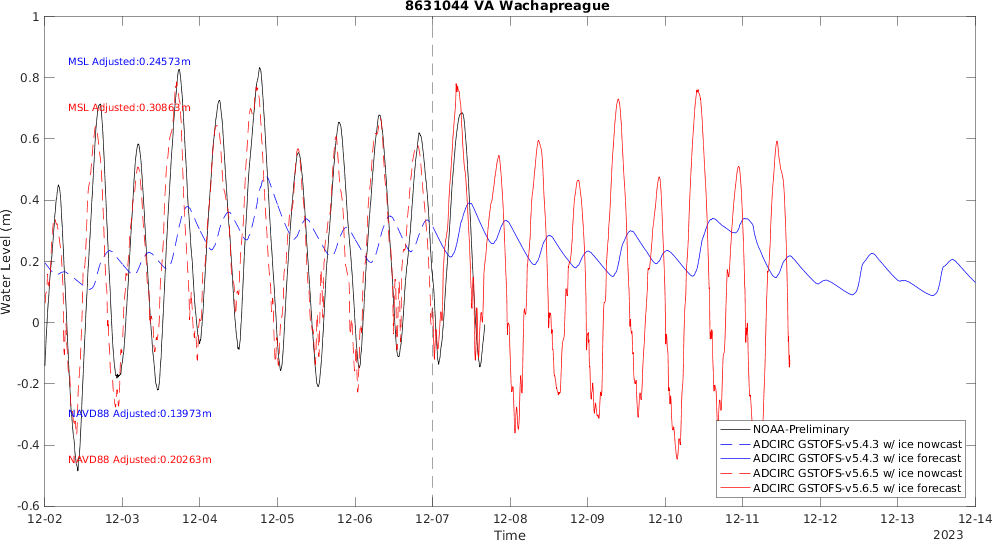 8631044 VA Wachapreague
1
0.8
0.6
0.4
0.2
0
-0.2
-0.4
-0.6
Water Level (m)
MSL Adjusted:0.24573m
MSL Adjusted:0.30863m
NAVD88 Adjusted:0.13973m
NAVD88 Adjusted:0.20263m
NOAA-Preliminary
ADCIRC GSTOFS-v5.4.3 w/ ice nowcast
ADCIRC GSTOFS-v5.4.3 w/ ice forecast
ADCIRC GSTOFS-v5.6.5 w/ ice nowcast
ADCIRC GSTOFS-v5.6.5 w/ ice forecast
12-02 12-03 12-04 12-05 12-06 12-07 12-08 12-09 12-10 12-11 12-12 12-13 12-14
Time
2023